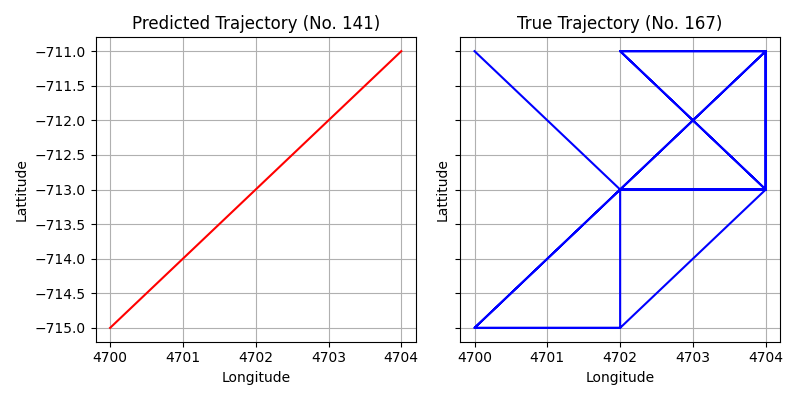 Predicted Trajectory (No. 141)
True Trajectory (No. 167)
−711.0
−711.5
−712.0
−712.5
−713.0
−713.5
−714.0
−714.5
−715.0
Lattitude
Lattitude
4700 4701 4702 4703 4704
4700 4701 4702 4703 4704
Longitude
Longitude